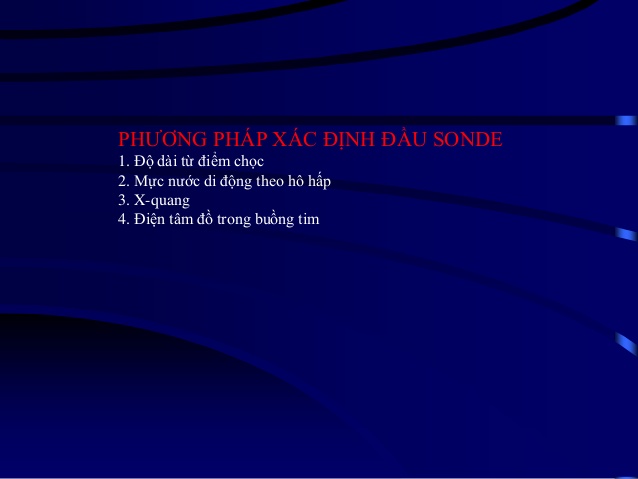 PHƯƠNG PHÁP XÁC ĐỊNH ĐẦU SONDE
1. Độ dài từ điểm chọc
2. Mực nước di động theo hô hấp
3. X-quang
4. Điện tâm đồ trong buồng tim